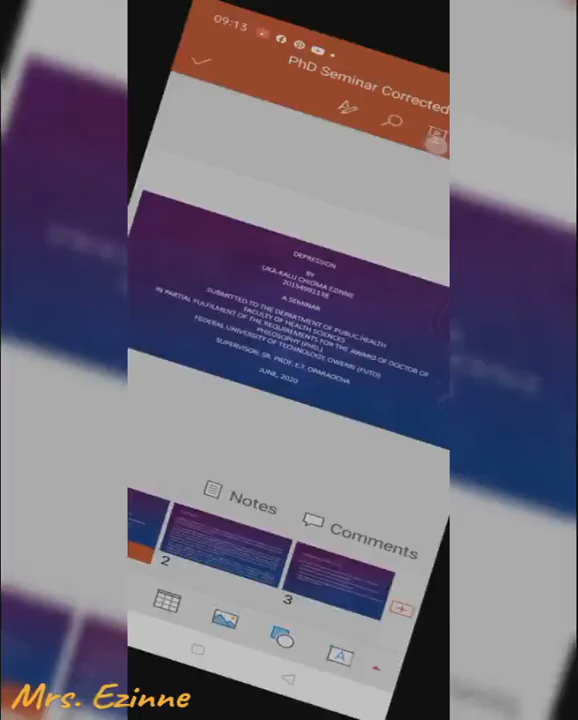 09:13
PhD Seminar Corrected
DEPRESSION
BY
UKA-KALU CHIOMA EZINNE
20154991138
A SEMINAR
SUBMITTED TO THE DEPARTMENT OF PUBLIC HEALTH
FACULTY OF HEALTH SCIENCES
IN PARTIAL FULFILMENT OF THE REQUIREMENTS FOR THE AWARD OF DOCTOR OF
PHILOSOPHY (PHD.)
FEDERAL UNIVERSITY OF TECHNOLOGY, OWERRI (FUTO)
SUPERVISOR: SR. PROF. E.T. OPARAOCHA
JUNE, 2020
Notes
Comments
2
3
A
Mrs. Ezinne